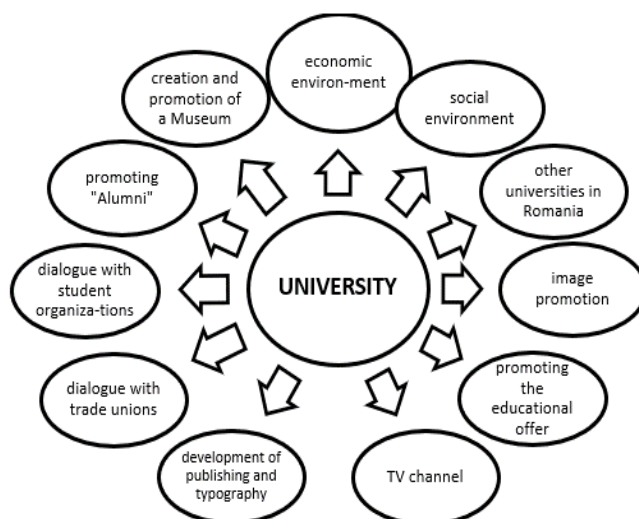 economic
environ-ment
social
environment
other
universities in
Romania
image
promotion
promoting
the
educational
offer
TV channel
development of
publishing and
typography
dialogue with
trade unions
dialogue with
student
organiza-tions
promoting
"Alumni"
creation and
promotion of
a Museum
UNIVERSITY